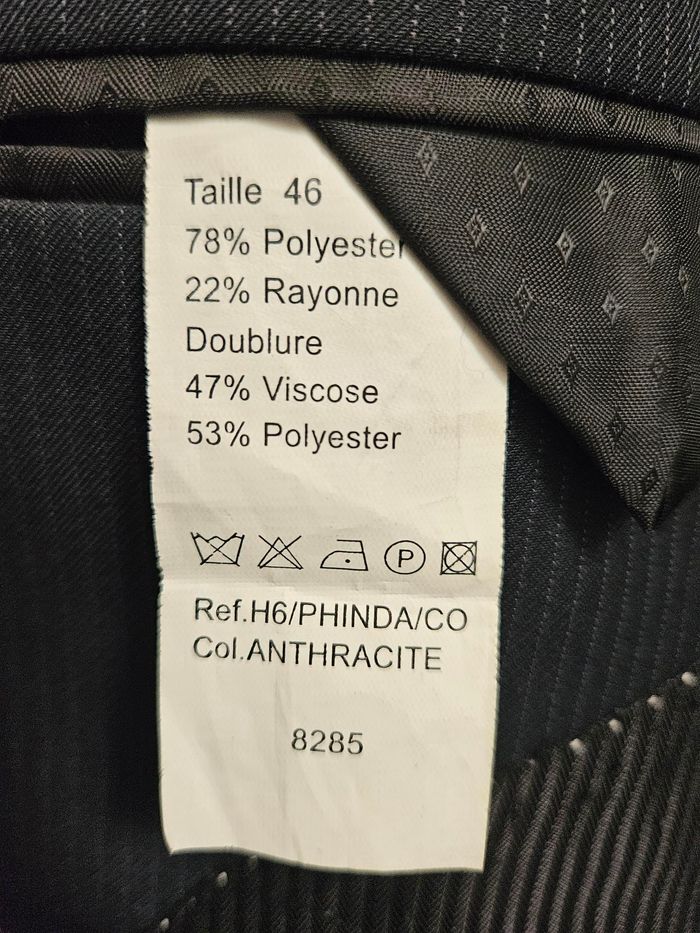 Taille 46
78% Polyester
22% Rayonne
Doublure
47% Viscose
53% Polyester
P
Ref.H6/PHINDA/CO
Col.ANTHRACITE
8285